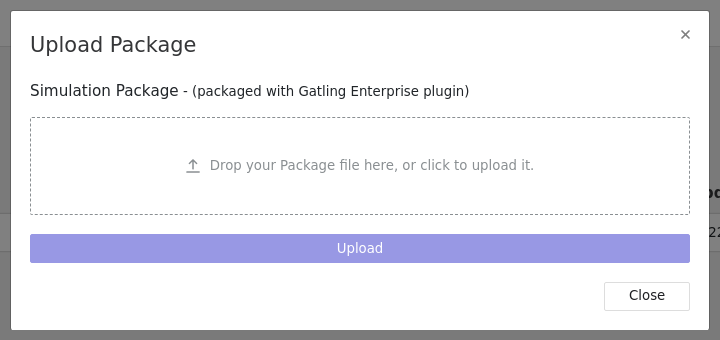 Upload Package
×
Simulation Package - (packaged with Gatling Enterprise plugin)
Drop your Package file here, or click to upload it.
Upload
Close